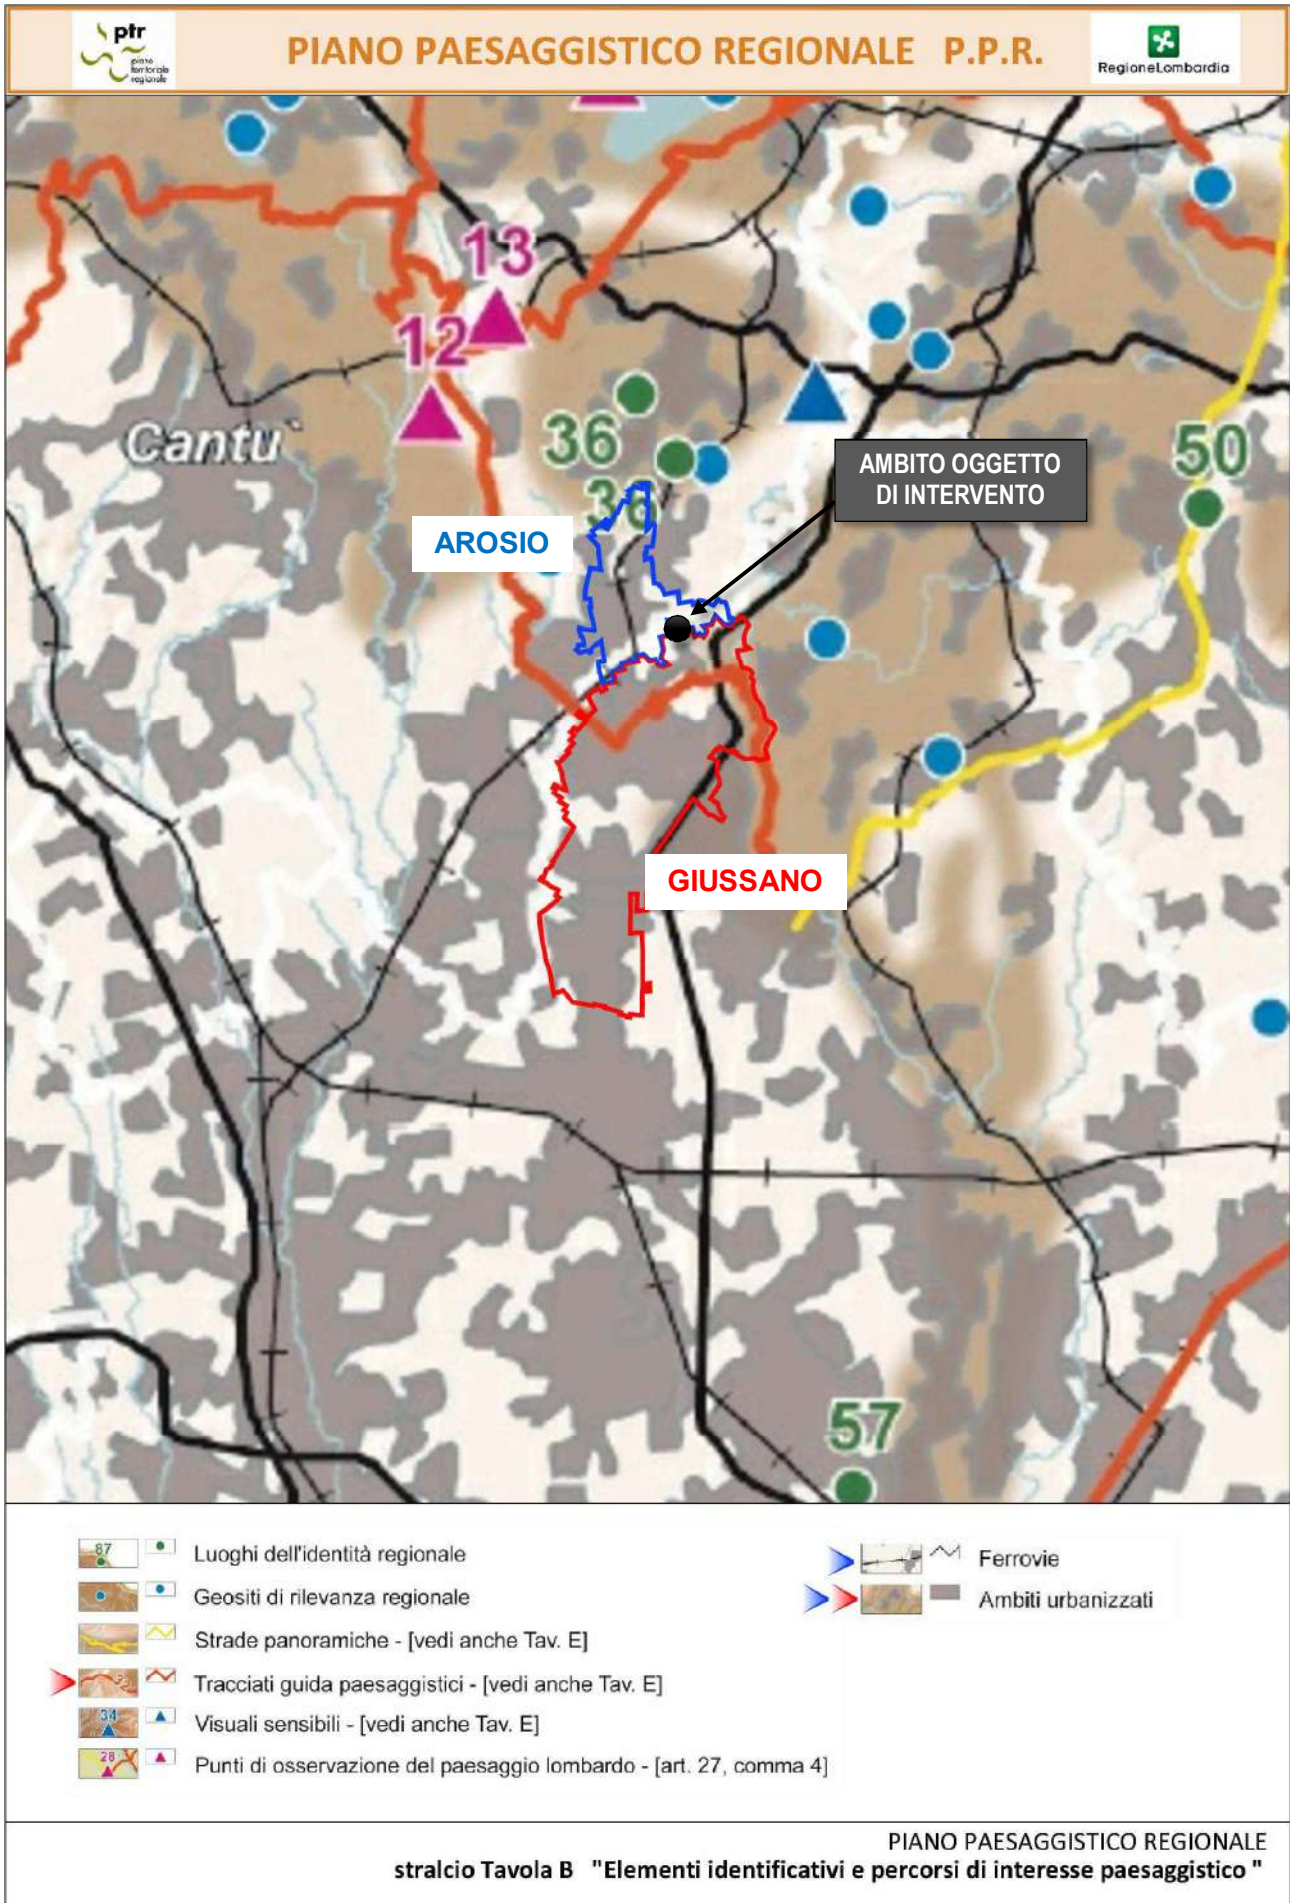 ptr
piano
territoriale
regionale
PIANO PAESAGGISTICO REGIONALE P.P.R.
RegioneLombardia
13
12
Cantu`
36
50
AMBITO OGGETTO
DI INTERVENTO
36
AROSIO
GIUSSANO
57
87
Luoghi dell'identità regionale
Geositi di rilevanza regionale
Strade panoramiche - [vedi anche Tav. E]
Tracciati guida paesaggistici - [vedi anche Tav. E]
34
Visuali sensibili - [vedi anche Tav. E]
28
Punti di osservazione del paesaggio lombardo - [art. 27, comma 4]
Ferrovie
Ambiti urbanizzati
PIANO PAESAGGISTICO REGIONALE
stralcio Tavola B "Elementi identificativi e percorsi di interesse paesaggistico "